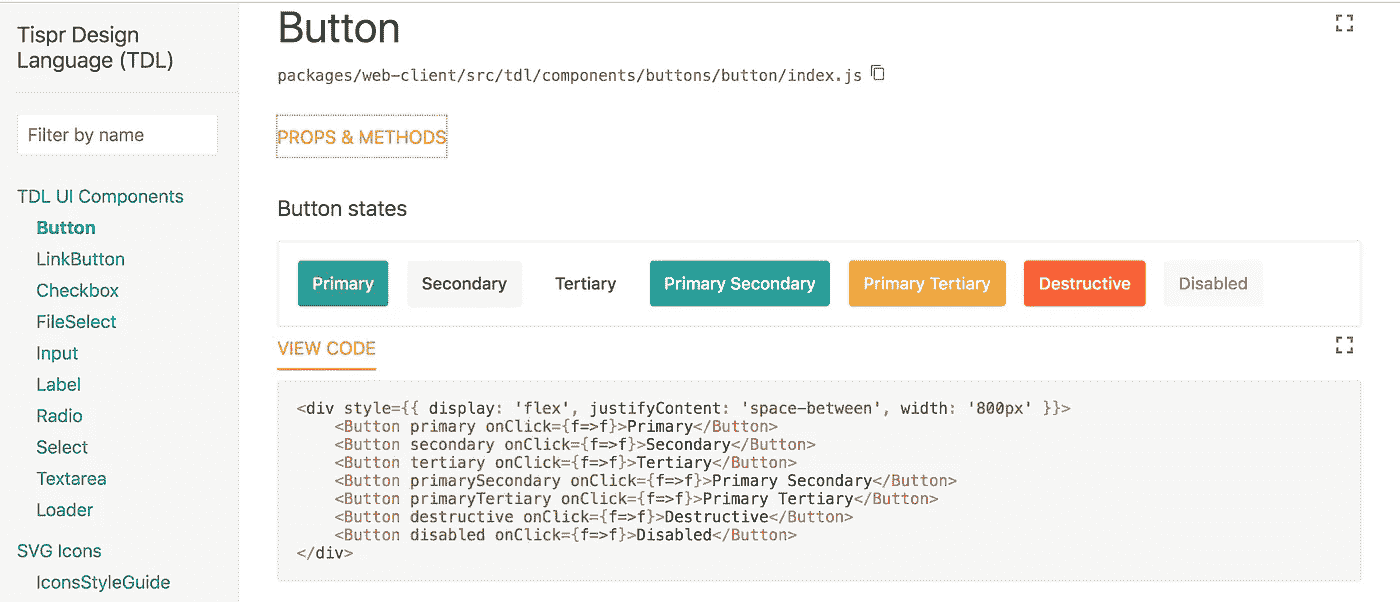 Tispr Design
Language (TDL)
Filter by name
TDL UI Components
Button
LinkButton
Checkbox
FileSelect
Input
Label
Radio
Select
Textarea
Loader
SVG Icons
IconsStyleGuide
Button
packages/web-client/src/tdl/components/buttons/button/index.js
PROPS & METHODS
Button states
Primary Secondary Tertiary Primary Secondary Primary Tertiary Destructive Disabled
VIEW CODE
<div style={{ display: 'flex', justifyContent: 'space-between', width: '800px' }}>
    <Button primary onClick={f=>f}>Primary</Button>
    <Button secondary onClick={f=>f}>Secondary</Button>
    <Button tertiary onClick={f=>f}>Tertiary</Button>
    <Button primarySecondary onClick={f=>f}>Primary Secondary</Button>
    <Button primaryTertiary onClick={f=>f}>Primary Tertiary</Button>
    <Button destructive onClick={f=>f}>Destructive</Button>
    <Button disabled onClick={f=>f}>Disabled</Button>
</div>